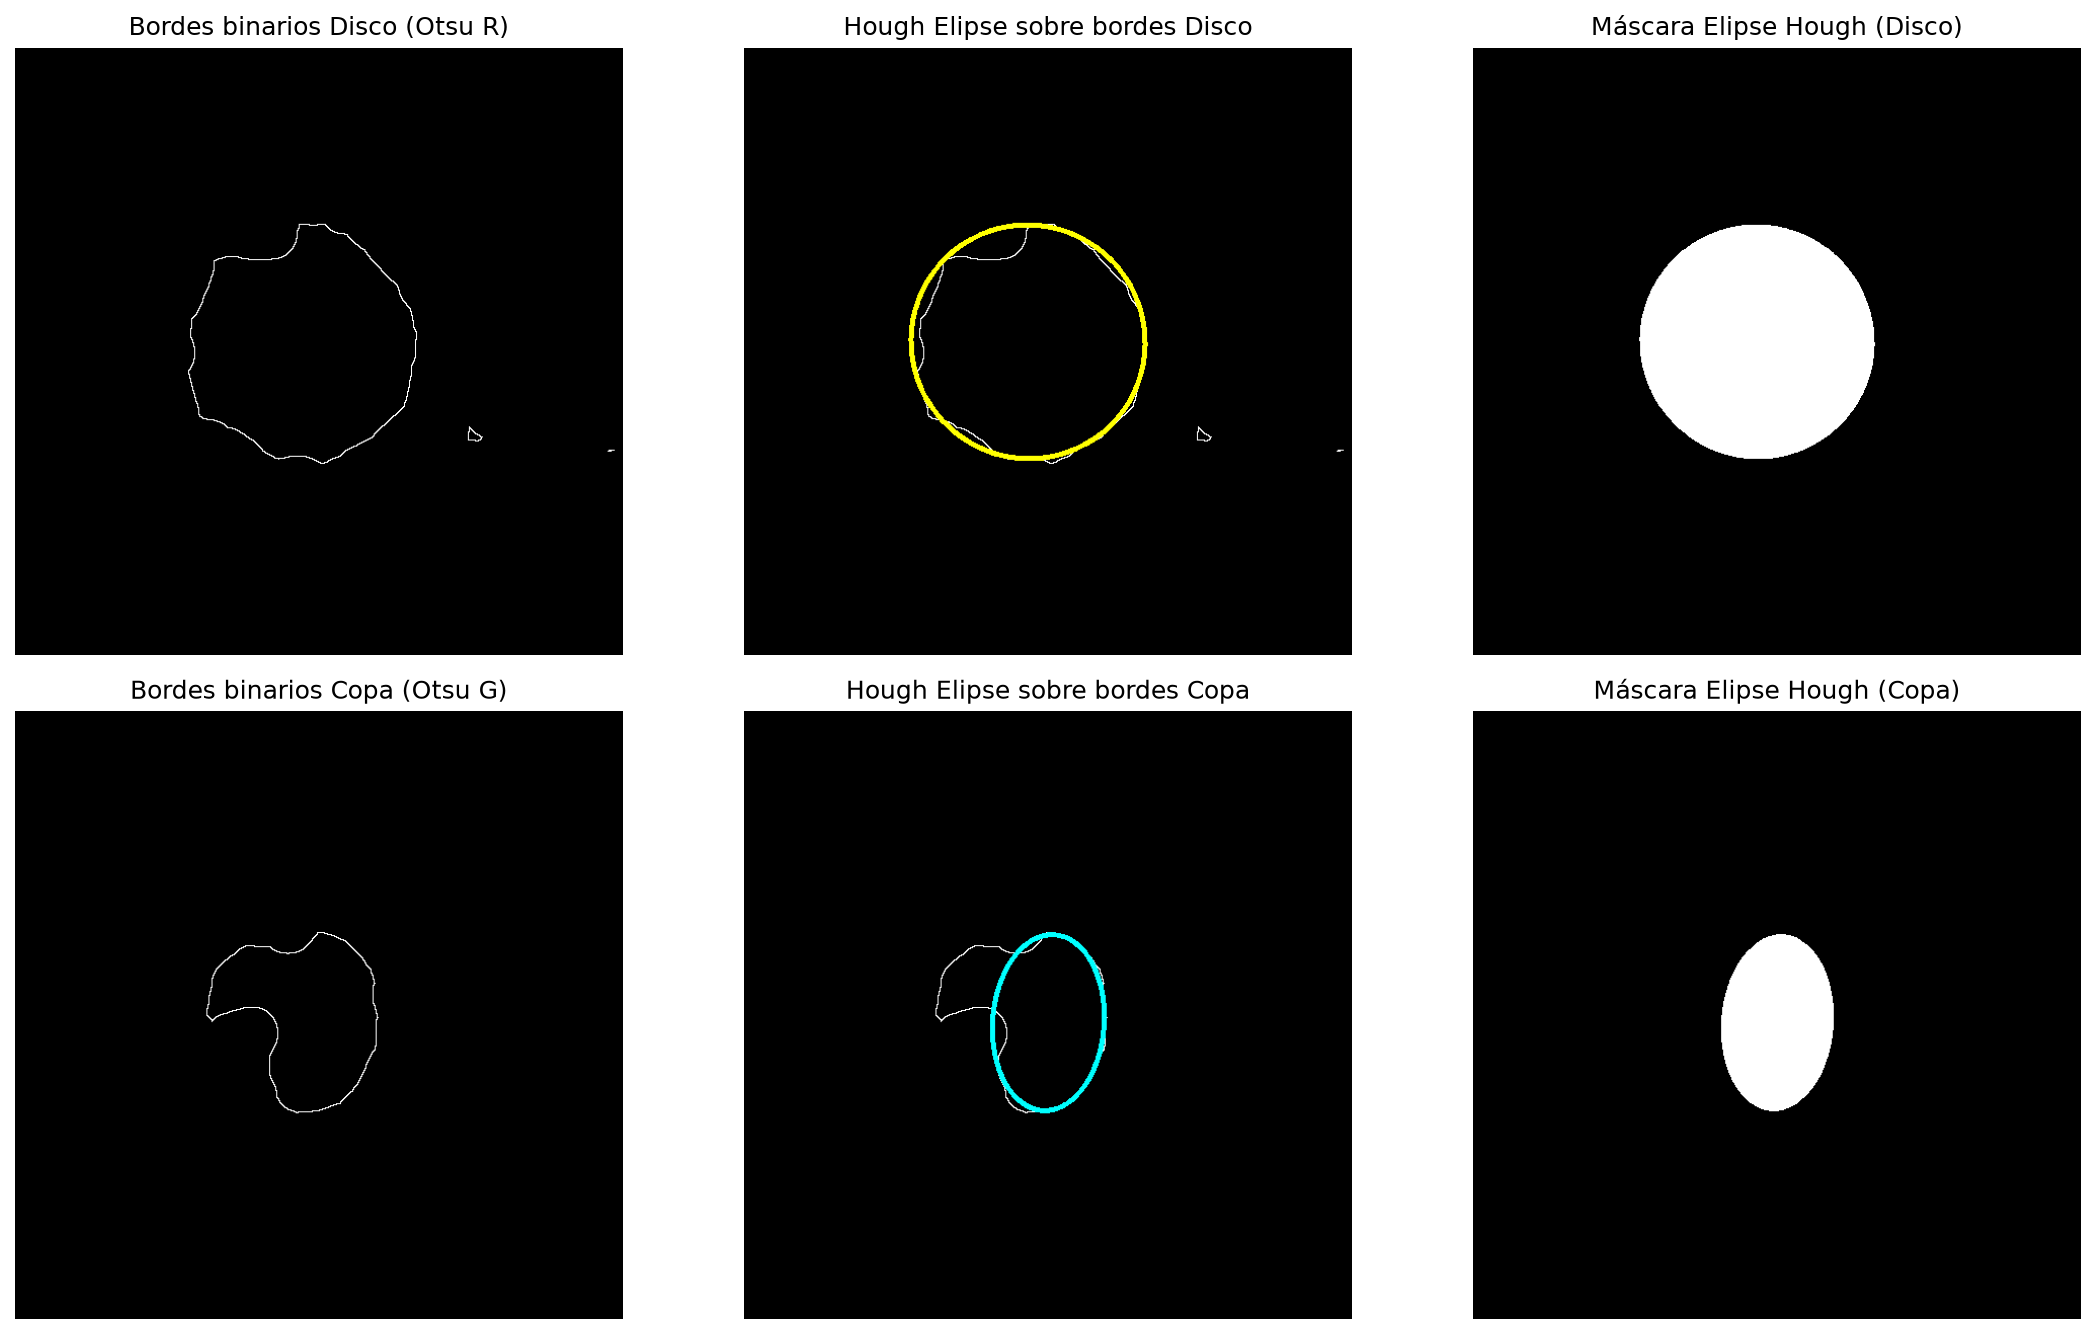 Bordes binarios Disco (Otsu R)
Hough Elipse sobre bordes Disco
Máscara Elipse Hough (Disco)
Bordes binarios Copa (Otsu G)
Hough Elipse sobre bordes Copa
Máscara Elipse Hough (Copa)